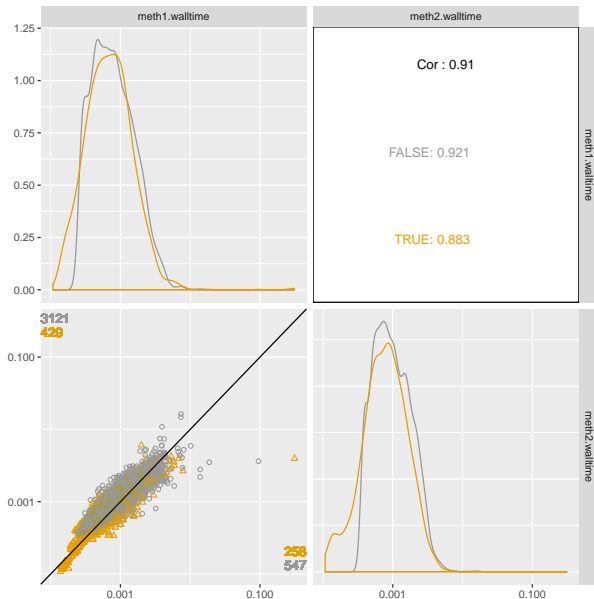 meth1.walltime
meth2.walltime
1.25
1.00
0.75
0.50
0.25
0.00
Cor : 0.91
FALSE: 0.921
TRUE: 0.883
meth1.walltime
3121
429
0.100
0.001
258
547
meth2.walltime
0.001
0.100
0.001
0.100